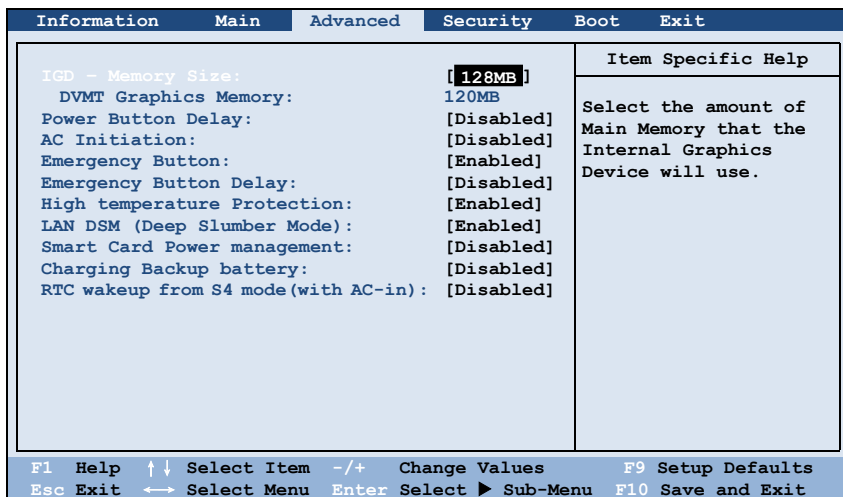 Information Main Advanced Security Boot Exit
Item Specific Help
IGD - Memory Size: [ 128MB ]
DVMT Graphics Memory: 120MB
Power Button Delay: [Disabled]
AC Initiation: [Disabled]
Emergency Button: [Enabled]
Emergency Button Delay: [Disabled]
High temperature Protection: [Enabled]
LAN DSM (Deep Slumber Mode): [Enabled]
Smart Card Power management: [Disabled]
Charging Backup battery: [Disabled]
RTC wakeup from S4 mode(with AC-in): [Disabled]
Select the amount of
Main Memory that the
Internal Graphics
Device will use.
F1 Help ↑↓ Select Item -/+ Change Values F9 Setup Defaults
Esc Exit ←→ Select Menu Enter Select ▶ Sub-Menu F10 Save and Exit